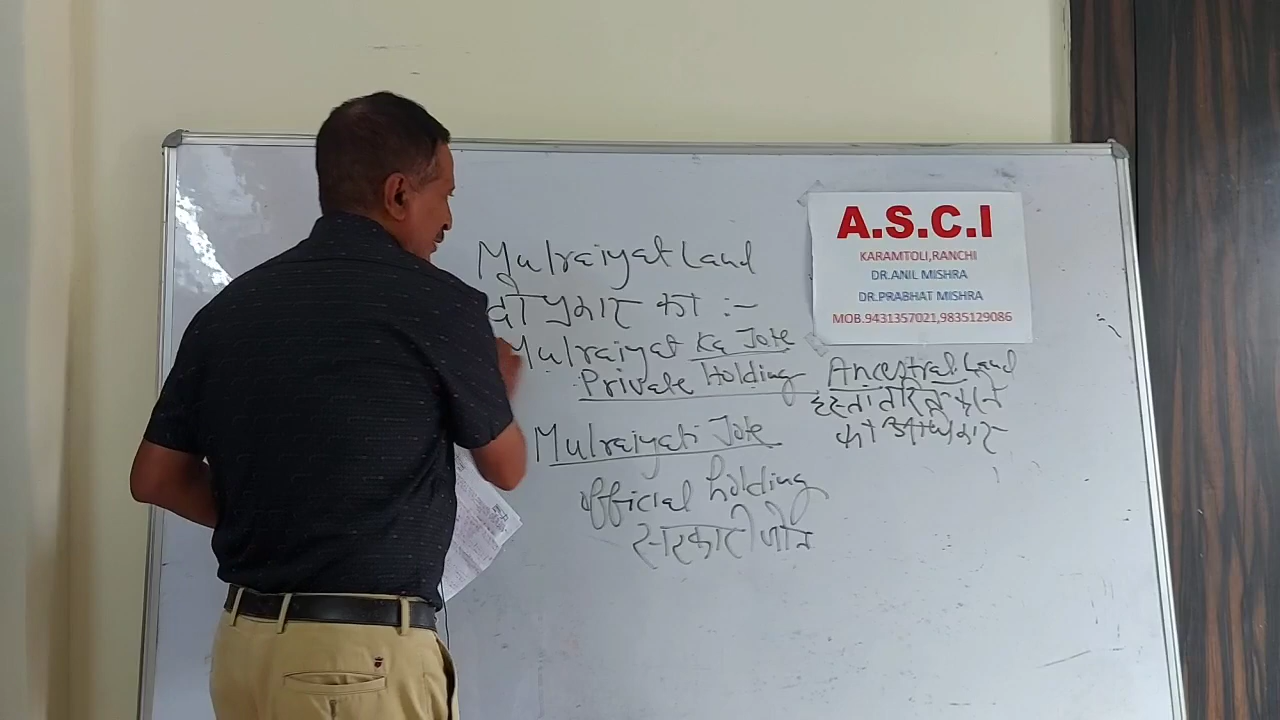 Mulraiyat Land
दो प्रकार का :-
Mulraiyat Ka Jote
Private Holding
Ancestral Land
हस्तांतरित करने
का अधिकार
Mulraiyati Jote
official holding
सरकारी जोत
A.S.C.I
KARAMTOLI,RANCHI
DR.ANIL MISHRA
DR.PRABHAT MISHRA
MOB.9431357021,9835129086